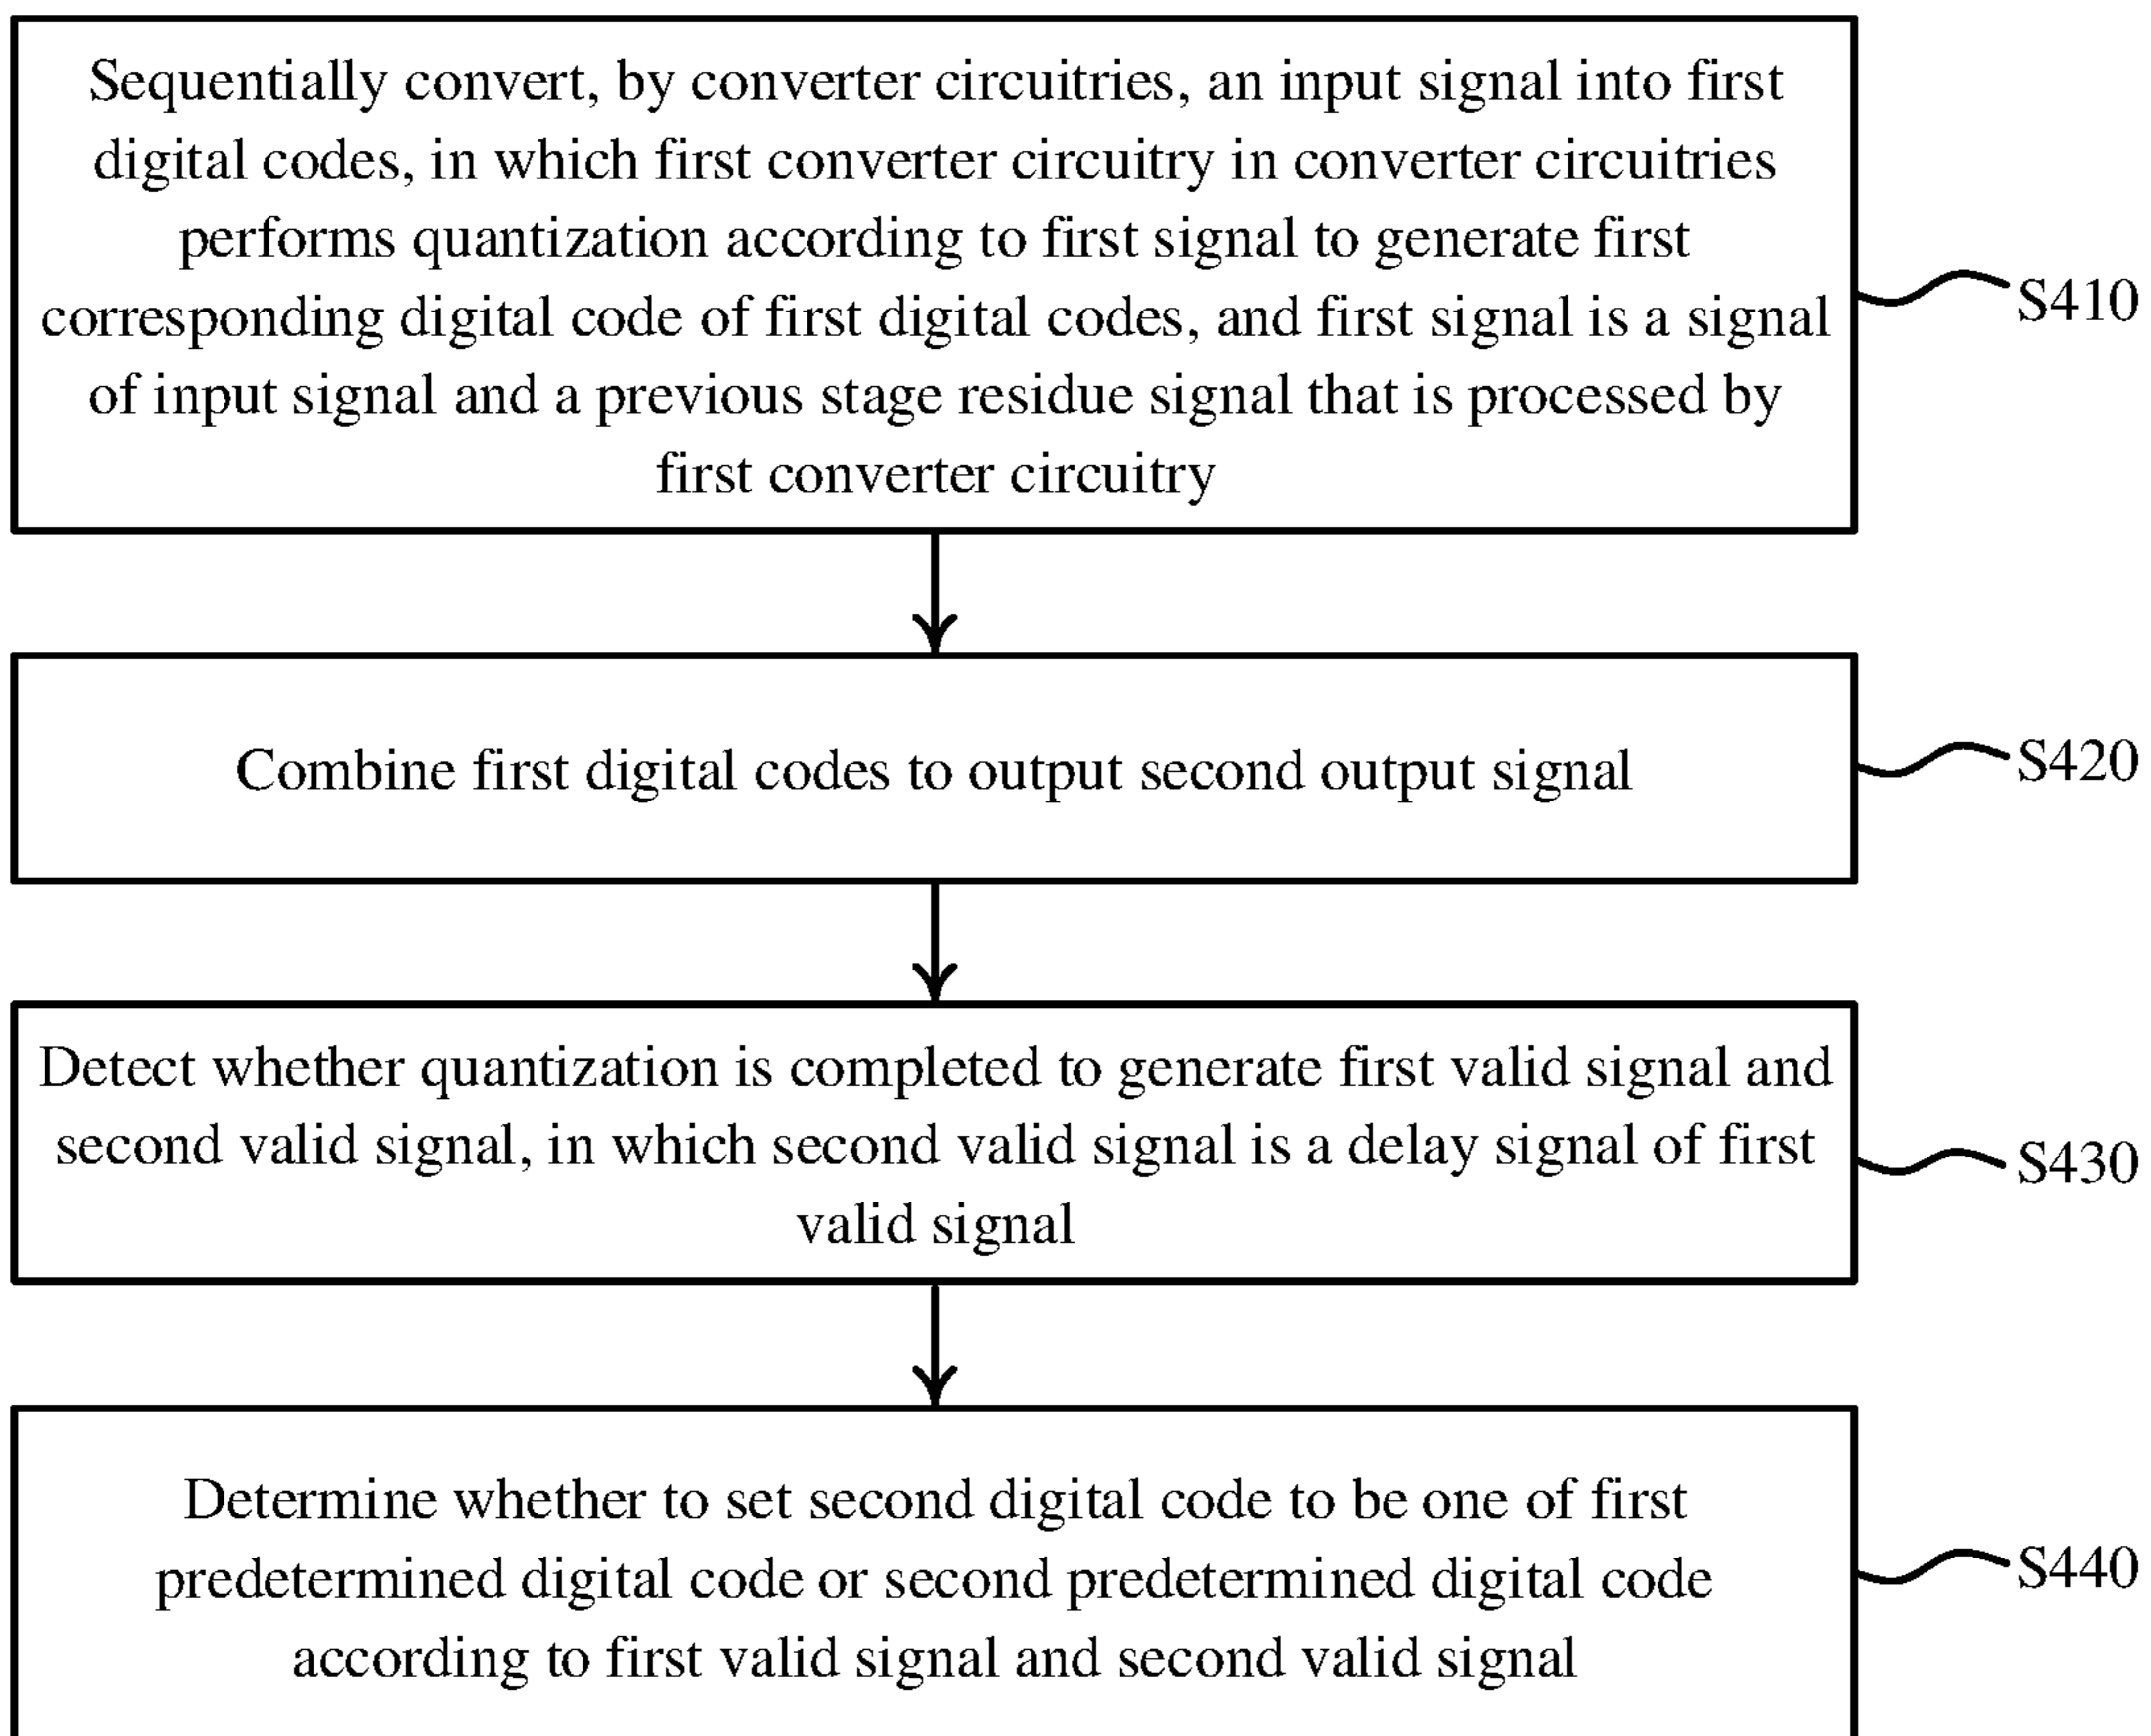 Sequentially convert, by converter circuitries, an input signal into first
digital codes, in which first converter circuitry in converter circuitries
performs quantization according to first signal to generate first
corresponding digital code of first digital codes, and first signal is a signal
of input signal and a previous stage residue signal that is processed by
first converter circuitry
S410
Combine first digital codes to output second output signal
S420
Detect whether quantization is completed to generate first valid signal and
second valid signal, in which second valid signal is a delay signal of first
valid signal
S430
Determine whether to set second digital code to be one of first
predetermined digital code or second predetermined digital code
according to first valid signal and second valid signal
S440